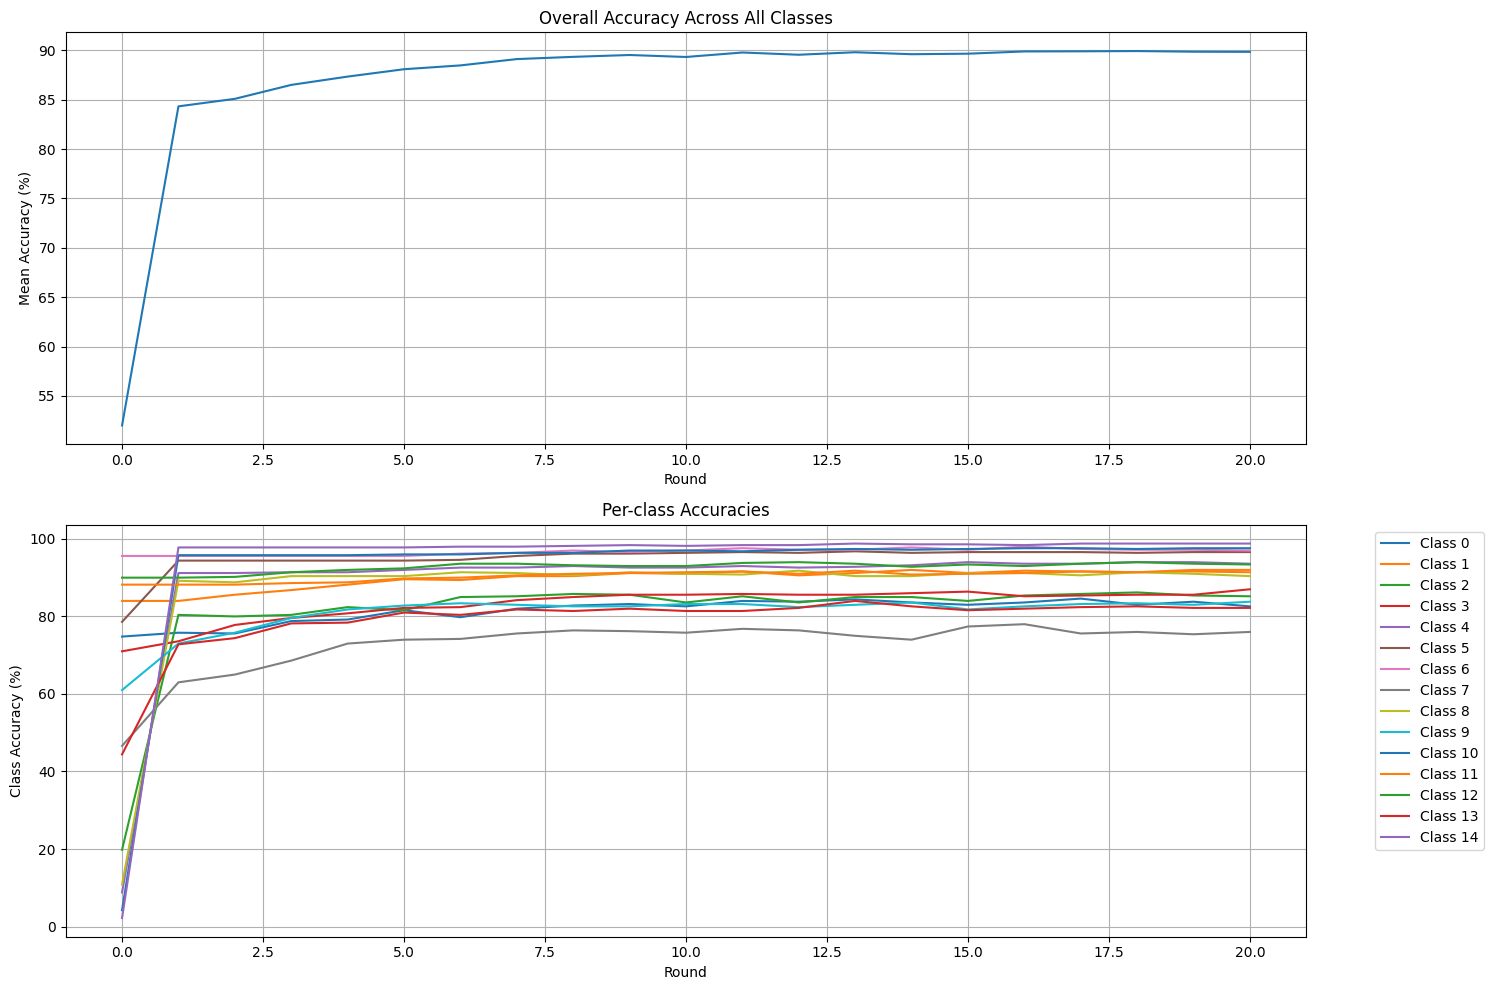 Overall Accuracy Across All Classes
Mean Accuracy (%)
90
85
80
75
70
65
60
55
0.0 2.5 5.0 7.5 10.0 12.5 15.0 17.5 20.0
Round
Per-class Accuracies
Class Accuracy (%)
100
80
60
40
20
0
0.0 2.5 5.0 7.5 10.0 12.5 15.0 17.5 20.0
Round
Class 0
Class 1
Class 2
Class 3
Class 4
Class 5
Class 6
Class 7
Class 8
Class 9
Class 10
Class 11
Class 12
Class 13
Class 14